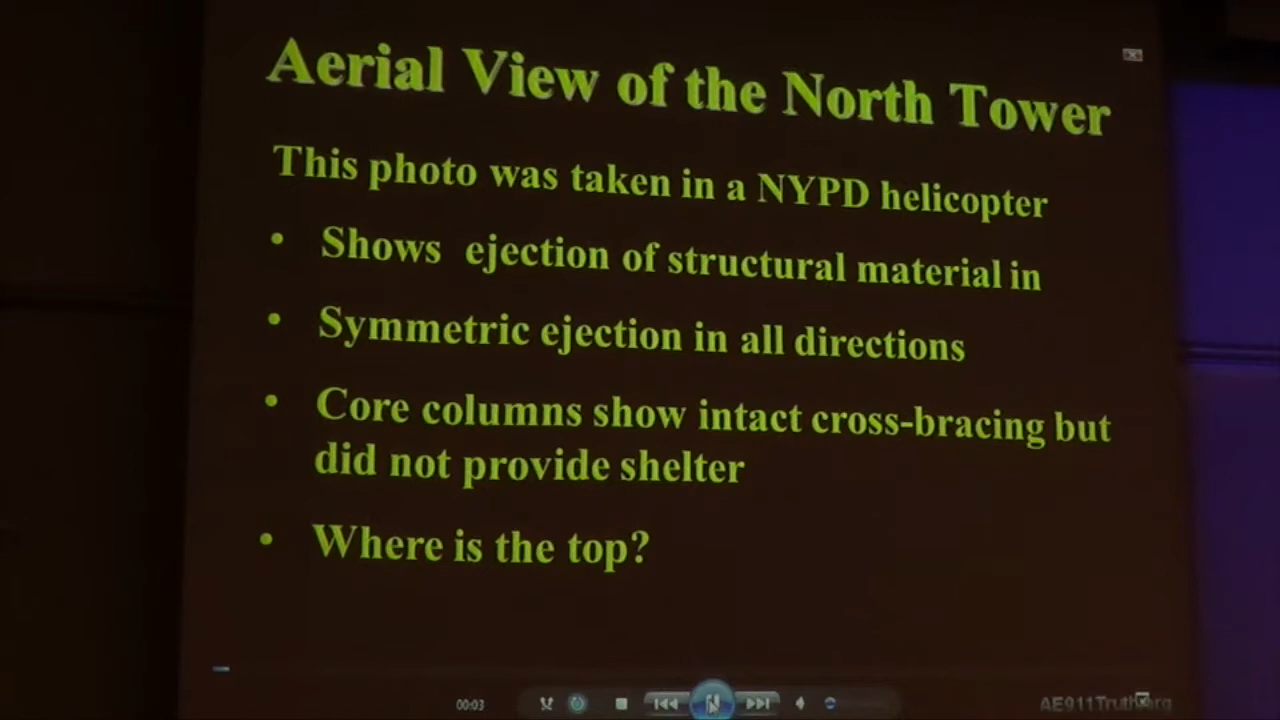 Aerial View of the North Tower
This photo was taken in a NYPD helicopter
• Shows ejection of structural material in
• Symmetric ejection in all directions
• Core columns show intact cross-bracing but
did not provide shelter
• Where is the top?
00:03
AE911Truth.org